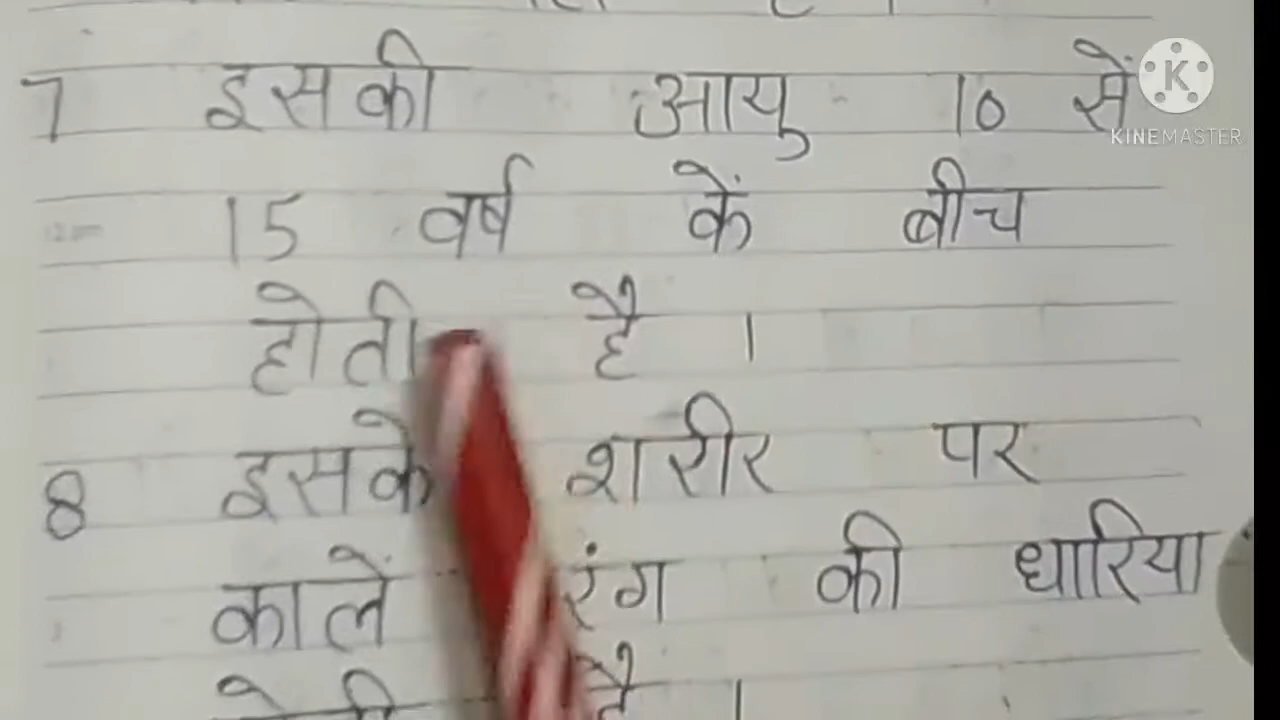 7 इसकी आयु 10 सें
15 वर्ष कें बीच
होती है ।
8 इसके शरीर पर
कालें रंग की धारिया
है ।
KINEMASTER